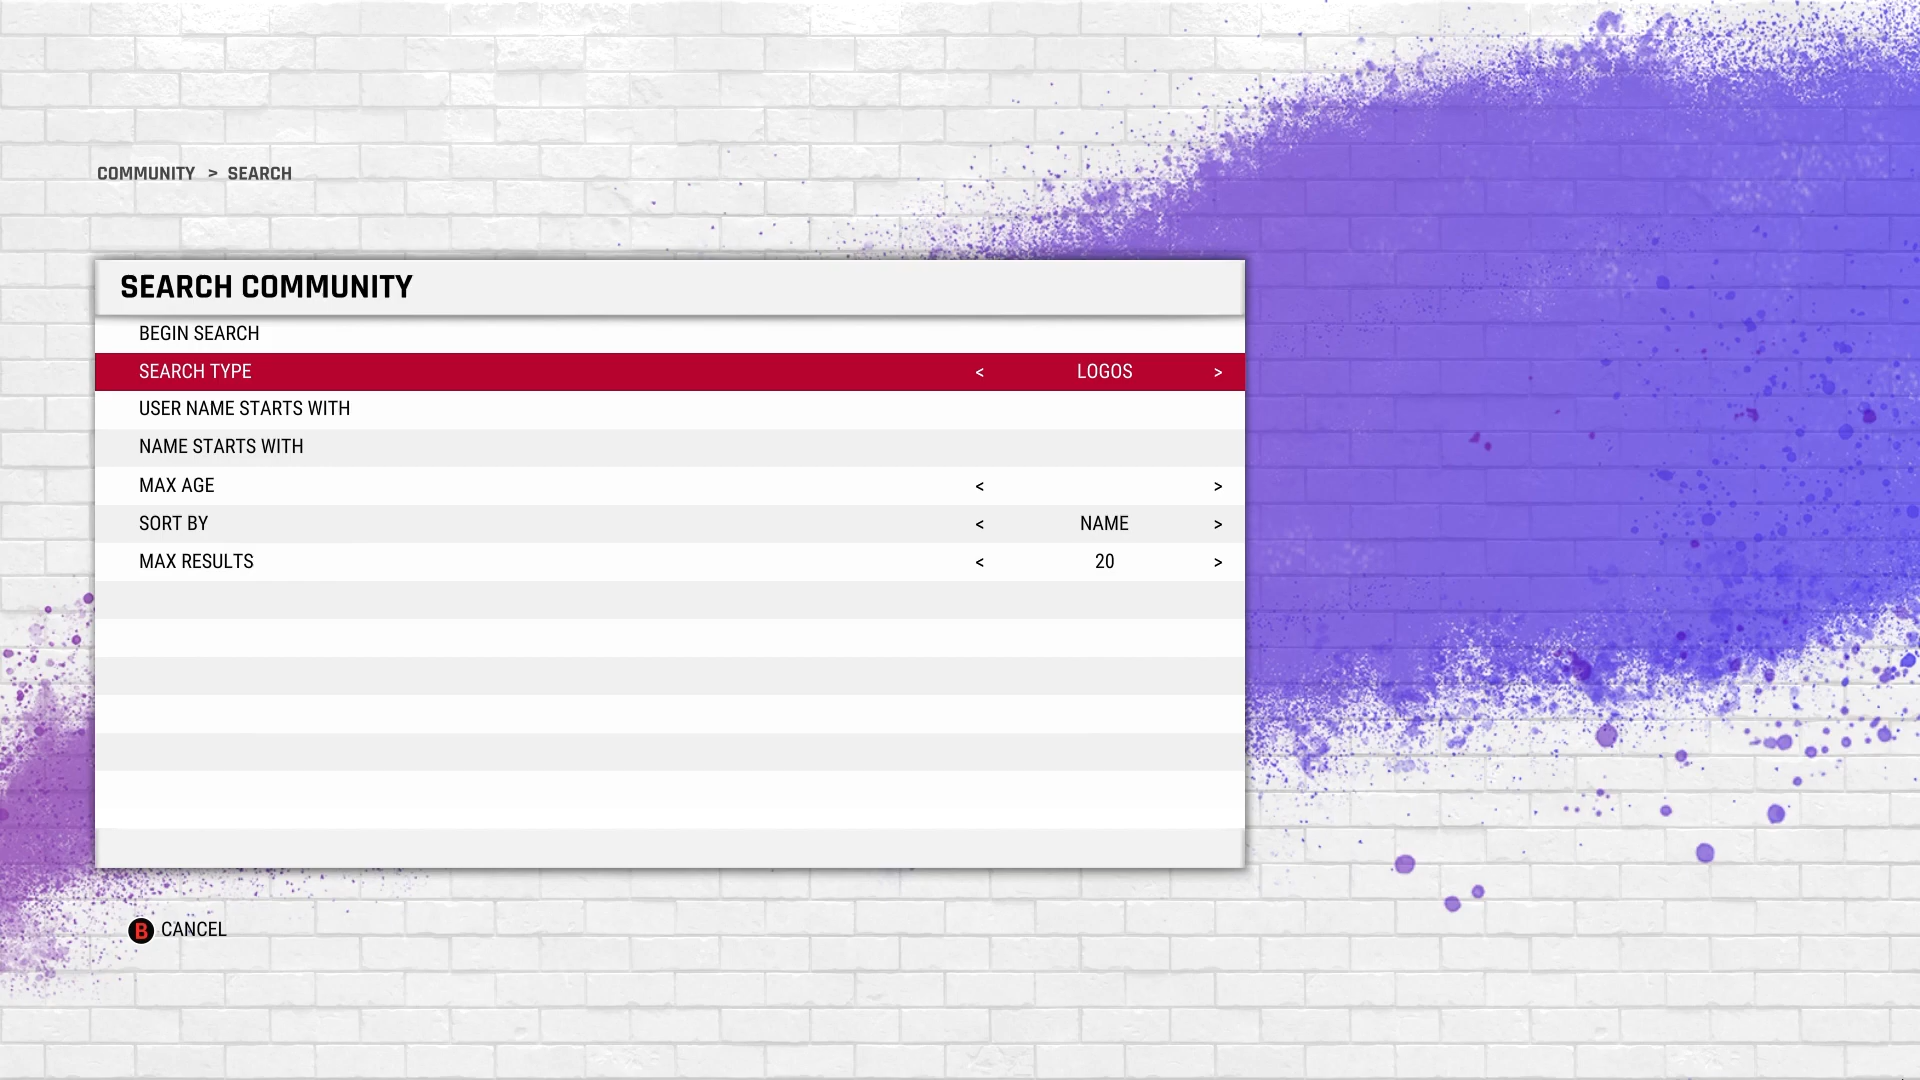 COMMUNITY > SEARCH
SEARCH COMMUNITY
BEGIN SEARCH
SEARCH TYPE < LOGOS >
USER NAME STARTS WITH
NAME STARTS WITH
MAX AGE < >
SORT BY < NAME >
MAX RESULTS < 20 >
B CANCEL